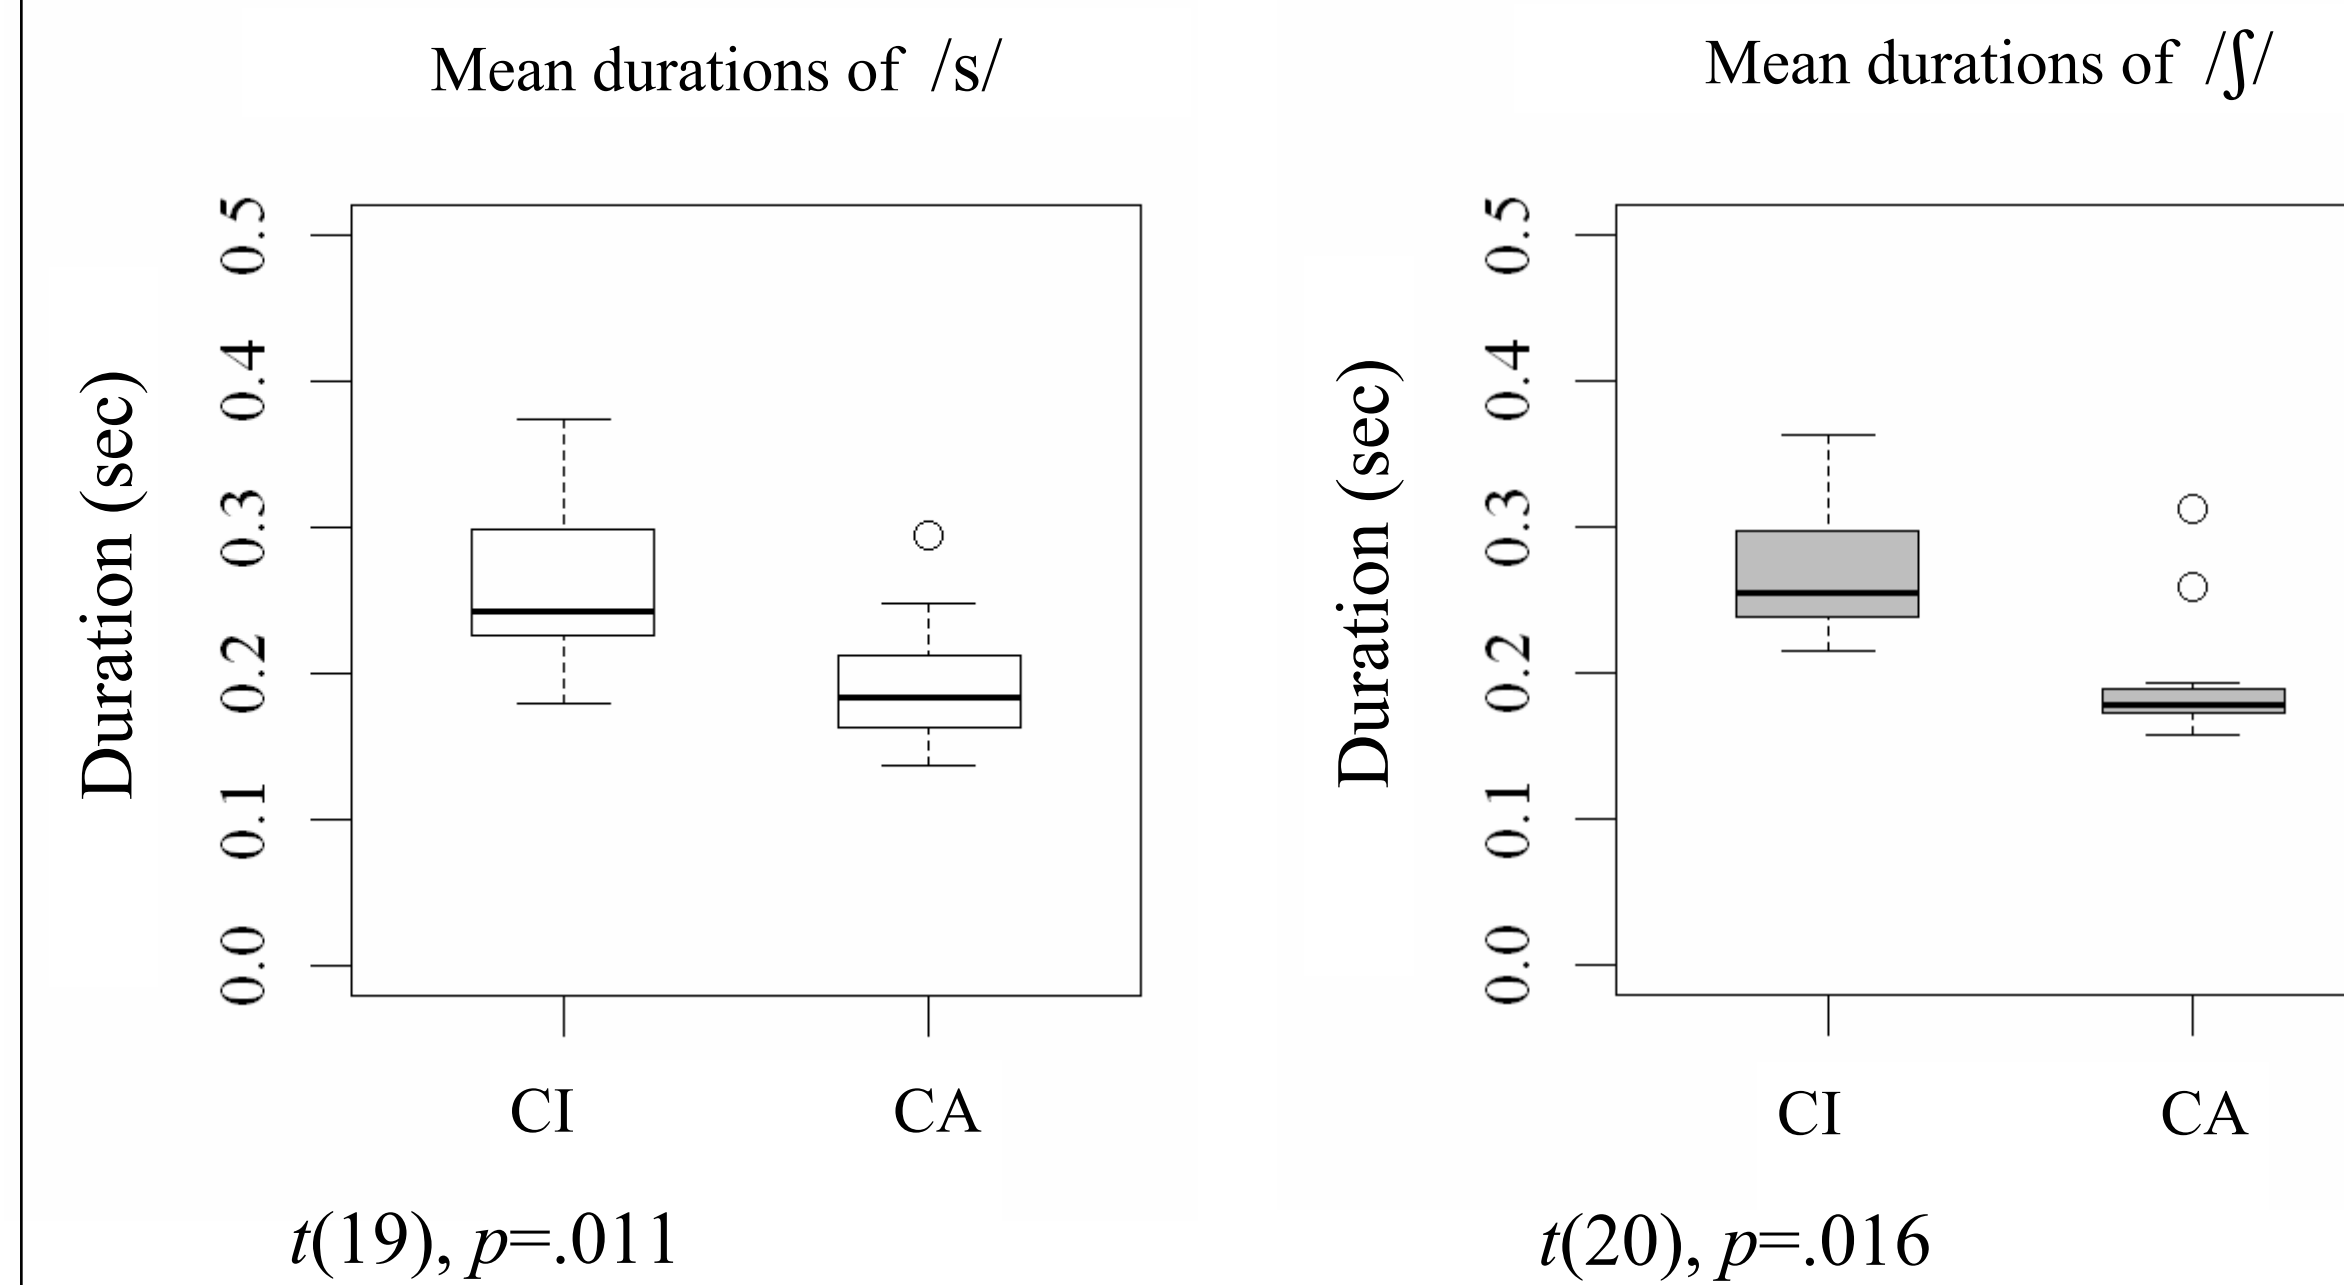 Mean durations of /s/
Duration (sec)
0.5
0.4
0.3
0.2
0.1
0.0
CI CA
t(19), p=.011
Mean durations of /ʃ/
Duration (sec)
0.5
0.4
0.3
0.2
0.1
0.0
CI CA
t(20), p=.016